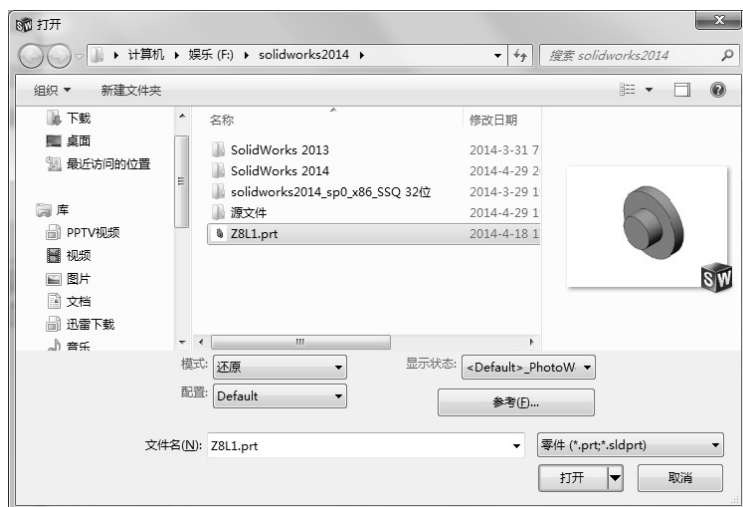 SW 打开
计算机 ▶ 娱乐 (F:) ▶ solidworks2014 ▶
搜索 solidworks2014
组织 新建文件夹
下载
桌面
最近访问的位置
库
PPTV视频
视频
图片
文档
迅雷下载
音乐
名称 修改日期
SolidWorks 2013 2014-3-31 7
SolidWorks 2014 2014-4-29 2
solidworks2014_sp0_x86_SSQ 32位 2014-3-29 1
源文件 2014-4-29 1
Z8L1.prt 2014-4-18 1
SW
模式: 还原 显示状态: <Default>_PhotoW
配置: Default 参考(F)...
文件名(N): Z8L1.prt 零件 (*.prt;*.sldprt)
打开 取消